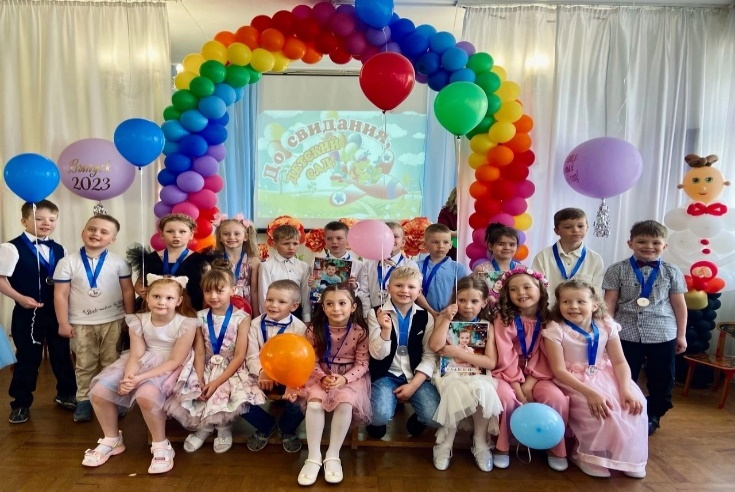 До свидания,
детский
сад
Выпуск
2023